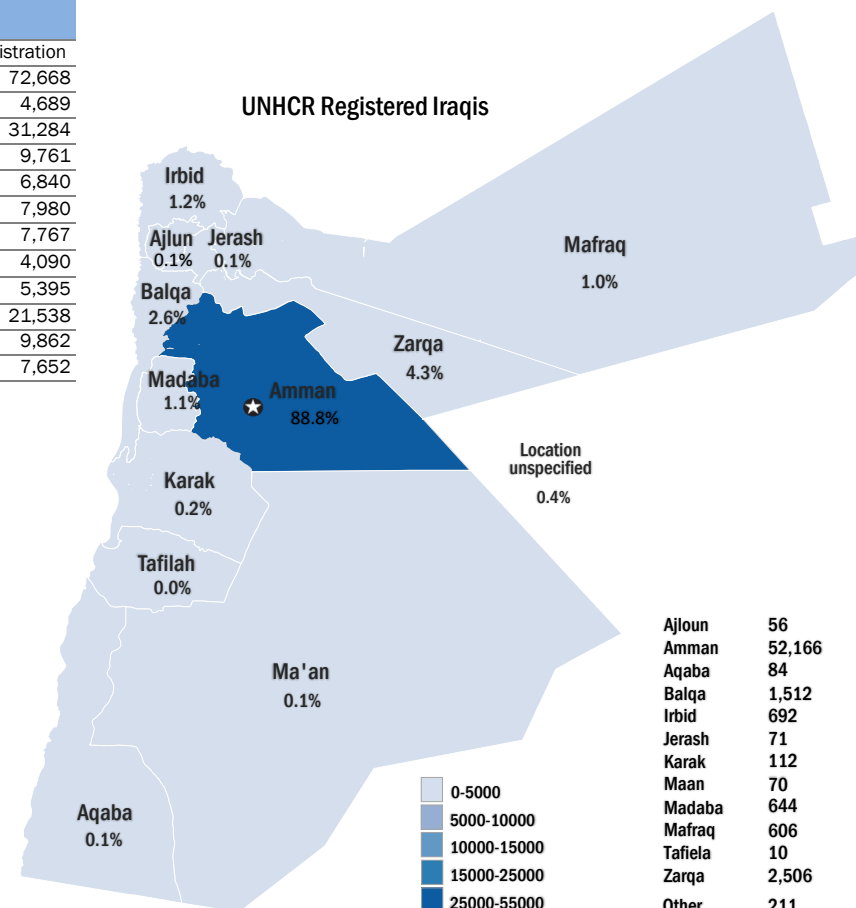 istration
72,668
4,689
31,284
9,761
6,840
7,980
7,767
4,090
5,395
21,538
9,862
7,652
UNHCR Registered Iraqis
Irbid
1.2%
Ajlun
0.1%
Jerash
0.1%
Mafraq
1.0%
Balqa
2.6%
Zarqa
4.3%
Madaba
1.1%
Amman
88.8%
Location
unspecified
0.4%
Karak
0.2%
Tafilah
0.0%
Ma'an
0.1%
Aqaba
0.1%
0-5000
5000-10000
10000-15000
15000-25000
25000-55000
Ajloun 56
Amman 52,166
Aqaba 84
Balqa 1,512
Irbid 692
Jerash 71
Karak 112
Maan 70
Madaba 644
Mafraq 606
Tafiela 10
Zarqa 2,506
Other 211